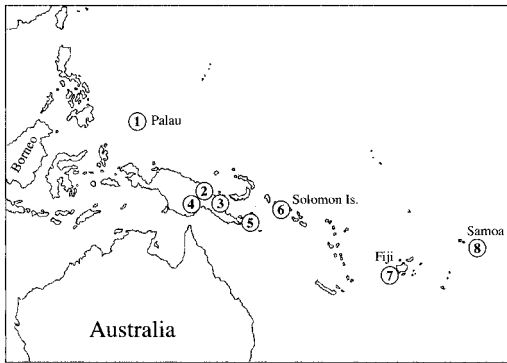 1 Palau
Borneo
2
4 3
Solomon Is.
6
5
Samoa
8
Fiji
7
Australia